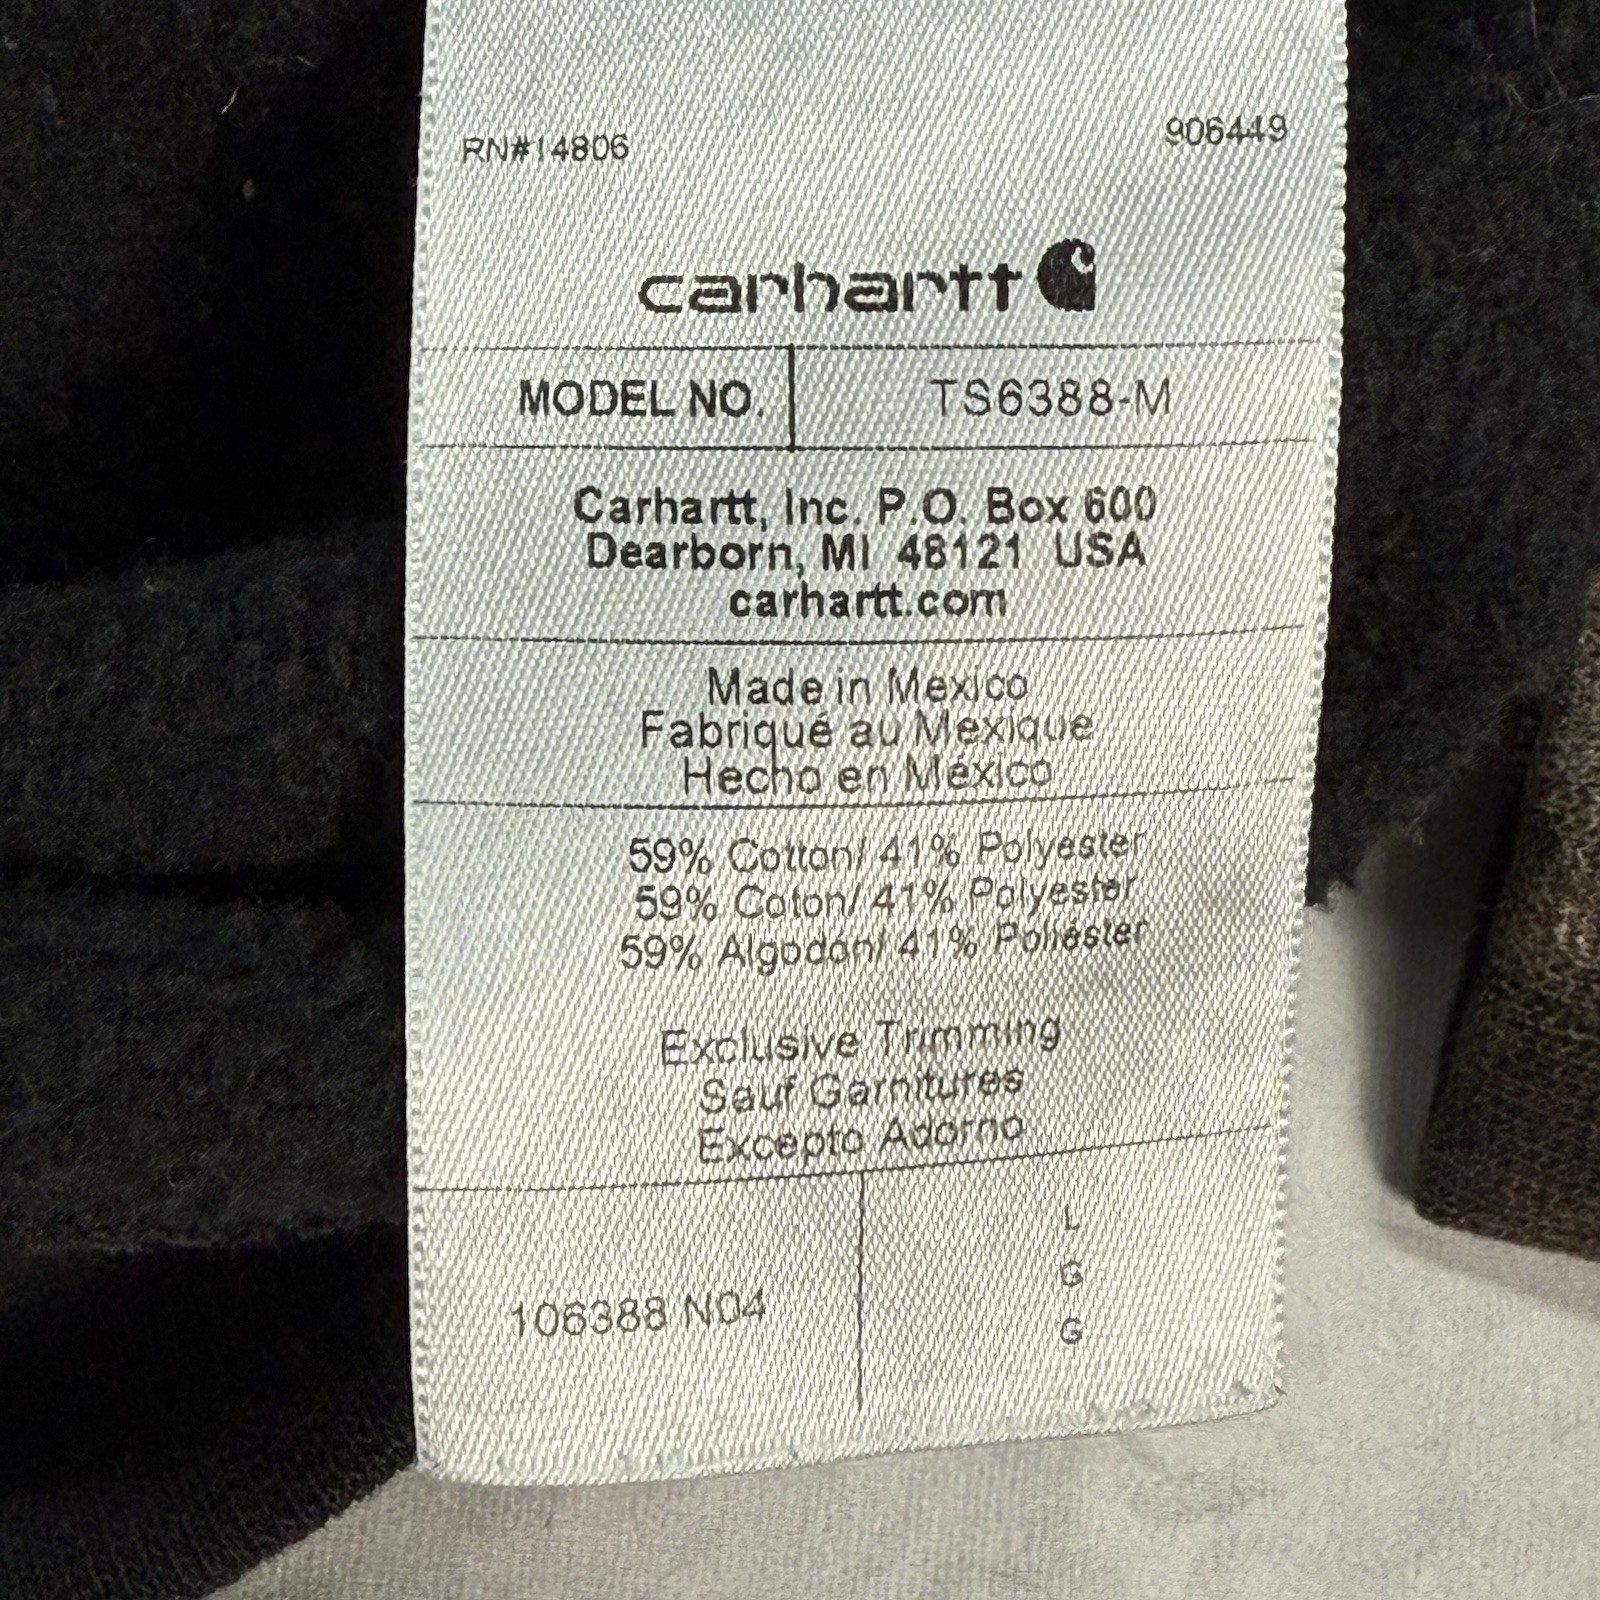 RN#14806 906449
carhartt
MODEL NO. TS6388-M
Carhartt, Inc. P.O. Box 600
Dearborn, MI 48121 USA
carhartt.com
Made in Mexico
Fabriqué au Mexique
Hecho en México
59% Cotton/ 41% Polyester
59% Coton/ 41% Polyester
59% Algodón/ 41% Poliéster
Exclusive Trimming
Sauf Garnitures
Excepto Adorno
106388 N04
L
G
G